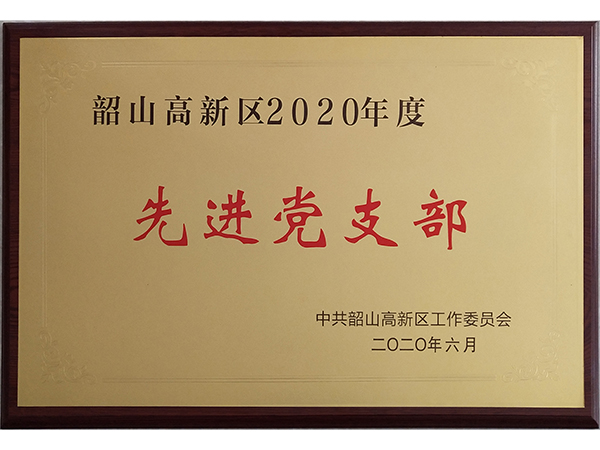 韶山高新区2020年度
先进党支部
中共韶山高新区工作委员会
二〇二〇年六月